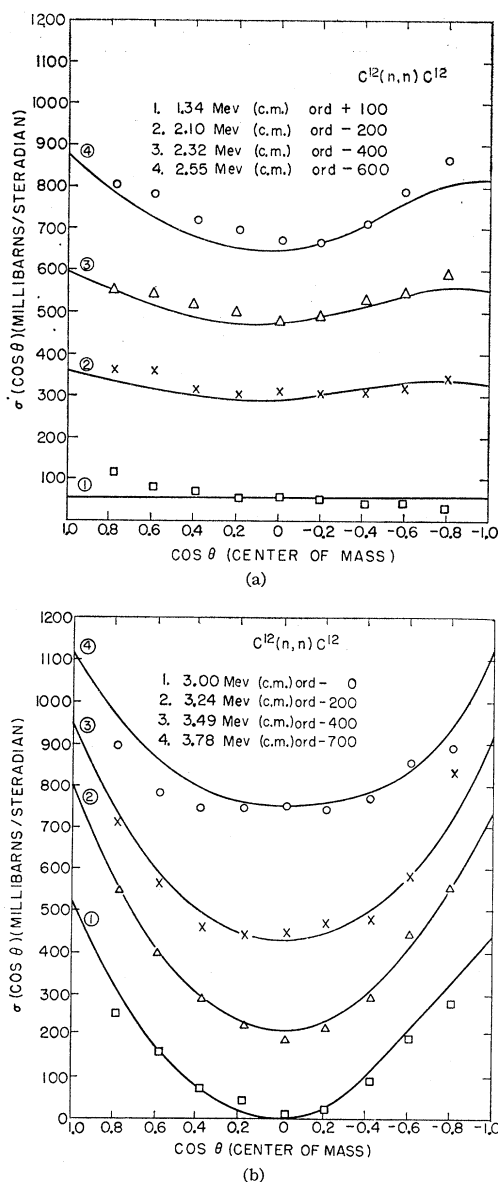 1200
1100
1000
900
800
700
600
500
400
300
200
100
σ (COS θ)(MILLIBARNS/STERADIAN)
C¹²(n,n) C¹²
1. 1.34 Mev (c.m.) ord + 100
2. 2.10 Mev (c.m.) ord - 200
3. 2.32 Mev (c.m.) ord - 400
4. 2.55 Mev (c.m.) ord - 600
4
3
2
1
1.0 0.8 0.6 0.4 0.2 0 -0.2 -0.4 -0.6 -0.8 -1.0
COS θ (CENTER OF MASS)
(a)
1200
1100
1000
900
800
700
600
500
400
300
200
100
0
σ (COS θ)(MILLIBARNS/STERADIAN)
C¹²(n,n)C¹²
1. 3.00 Mev (c.m.) ord - 0
2. 3.24 Mev (c.m.) ord-200
3. 3.49 Mev (c.m.) ord-400
4. 3.78 Mev (c.m.) ord-700
4
3
2
1
1.0 0.8 0.6 0.4 0.2 0 -0.2 -0.4 -0.6 -0.8 -1.0
COS θ (CENTER OF MASS)
(b)